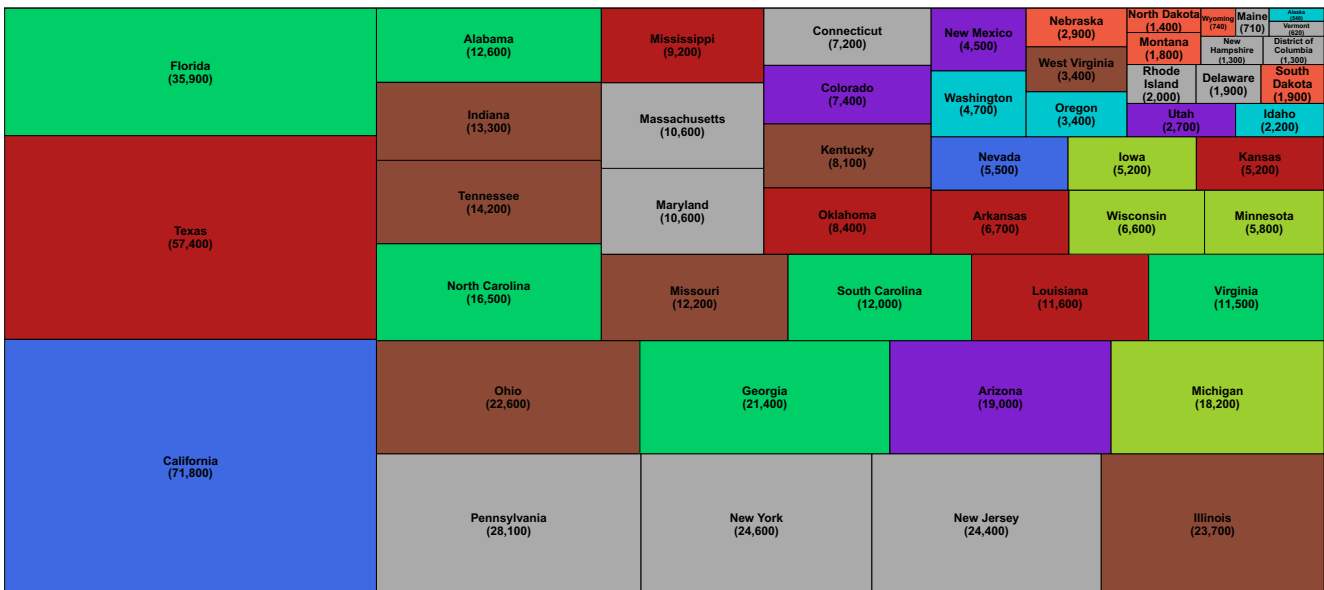 Florida
(35,900)
Texas
(57,400)
California
(71,800)
Alabama
(12,600)
Indiana
(13,300)
Tennessee
(14,200)
North Carolina
(16,500)
Mississippi
(9,200)
Massachusetts
(10,600)
Maryland
(10,600)
Connecticut
(7,200)
Colorado
(7,400)
Kentucky
(8,100)
Oklahoma
(8,400)
New Mexico
(4,500)
Washington
(4,700)
Nebraska
(2,900)
West Virginia
(3,400)
Oregon
(3,400)
North Dakota
(1,400)
Montana
(1,800)
Rhode
Island
(2,000)
Utah
(2,700)
Wyoming
(740)
Maine
(710)
Alaska
(540)
Vermont
(620)
New
Hampshire
(1,300)
District of
Columbia
(1,300)
Delaware
(1,900)
South
Dakota
(1,900)
Idaho
(2,200)
Nevada
(5,500)
Iowa
(5,200)
Kansas
(5,200)
Arkansas
(6,700)
Wisconsin
(6,600)
Minnesota
(5,800)
Missouri
(12,200)
South Carolina
(12,000)
Louisiana
(11,600)
Virginia
(11,500)
Ohio
(22,600)
Georgia
(21,400)
Arizona
(19,000)
Michigan
(18,200)
Pennsylvania
(28,100)
New York
(24,600)
New Jersey
(24,400)
Illinois
(23,700)